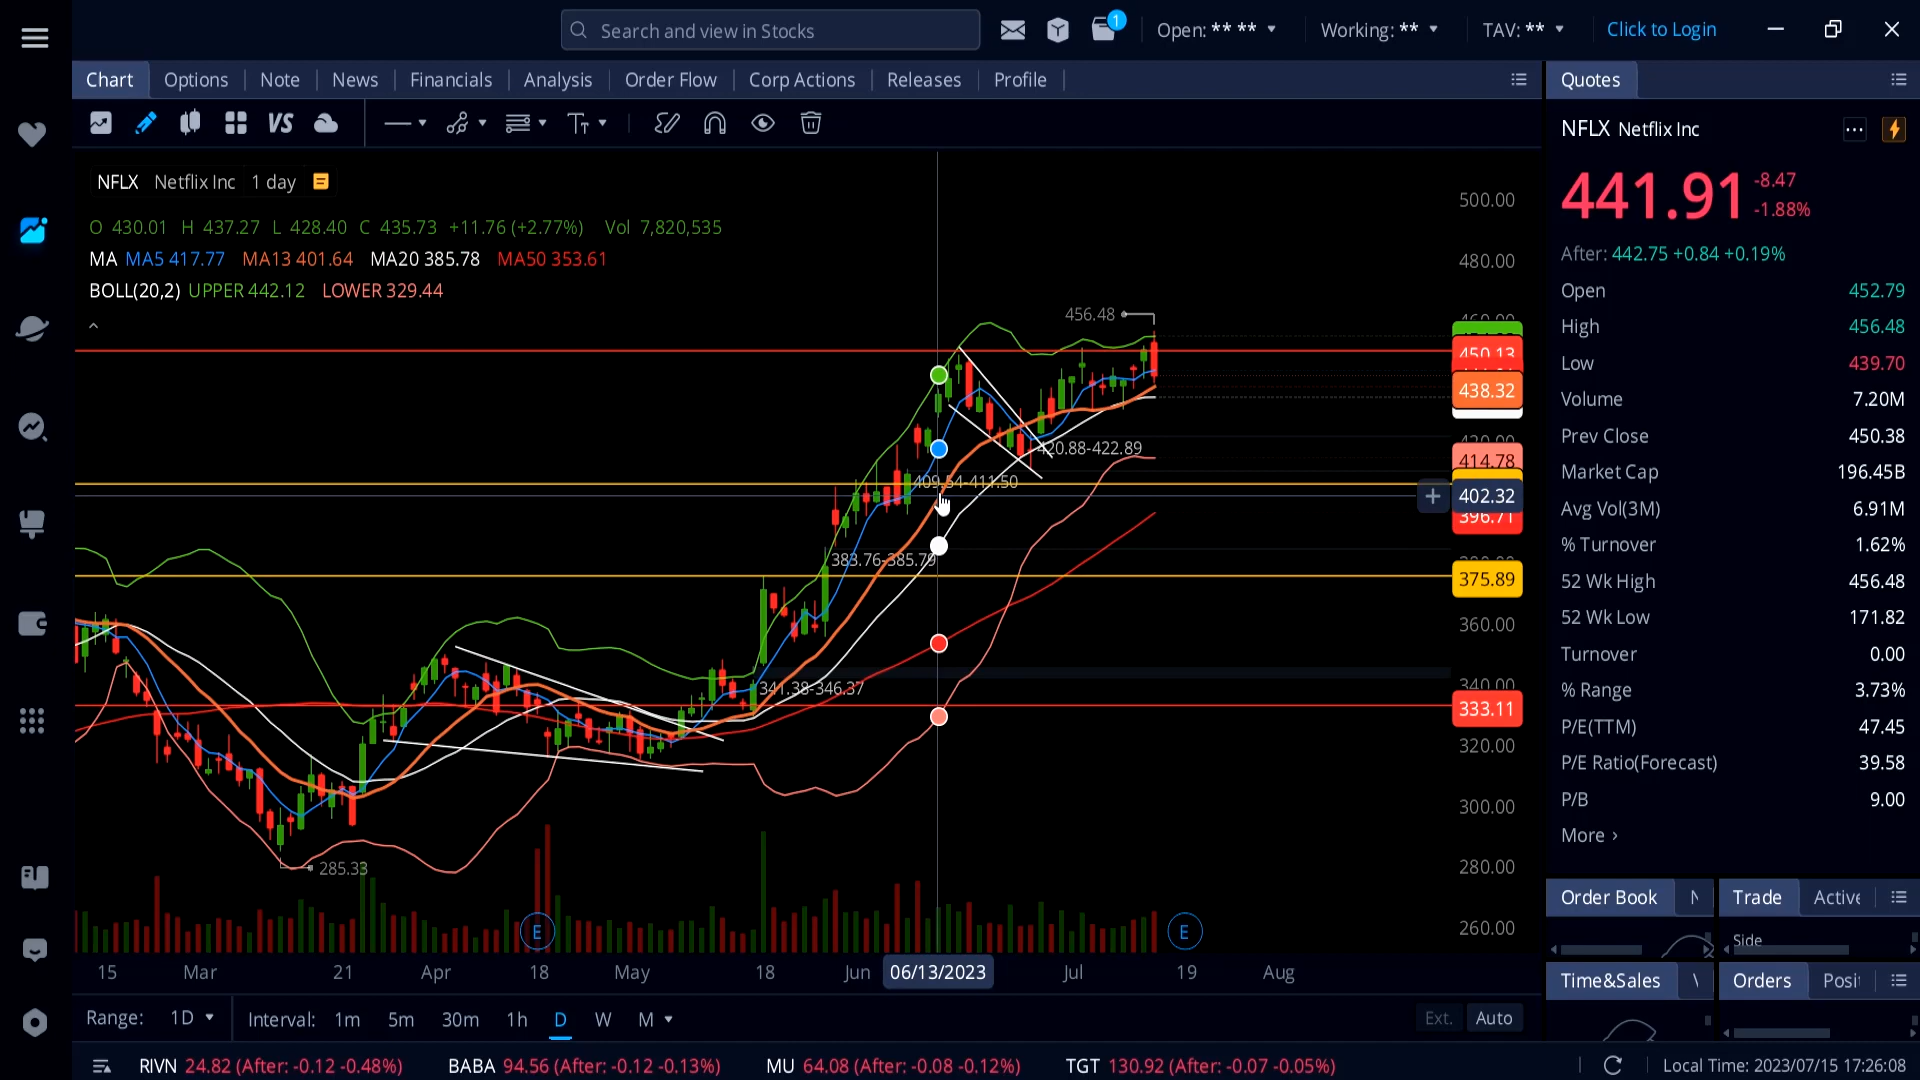 Search and view in Stocks
1
Open: ** **
Working: **
TAV: **
Click to Login
Chart
Options
Note
News
Financials
Analysis
Order Flow
Corp Actions
Releases
Profile
Quotes
VS
NFLX Netflix Inc 1 day
O 430.01 H 437.27 L 428.40 C 435.73 +11.76 (+2.77%) Vol 7,820,535
MA MA5 417.77 MA13 401.64 MA20 385.78 MA50 353.61
BOLL(20,2) UPPER 442.12 LOWER 329.44
456.48
420.88-422.89
409.54-411.50
383.76-385.79
341.38-346.37
285.33
500.00
480.00
450.13
438.32
414.78
402.32
396.71
375.89
360.00
340.00
333.11
320.00
300.00
280.00
260.00
E
E
15
Mar
21
Apr
18
May
18
Jun
06/13/2023
Jul
19
Aug
Range: 1D
Interval: 1m 5m 30m 1h D W M
Ext.
Auto
NFLX Netflix Inc
441.91
-8.47
-1.88%
After: 442.75 +0.84 +0.19%
Open 452.79
High 456.48
Low 439.70
Volume 7.20M
Prev Close 450.38
Market Cap 196.45B
Avg Vol(3M) 6.91M
% Turnover 1.62%
52 Wk High 456.48
52 Wk Low 171.82
Turnover 0.00
% Range 3.73%
P/E(TTM) 47.45
P/E Ratio(Forecast) 39.58
P/B 9.00
More
Order Book
Trade
Active
Side
Time&Sales
Orders
RIVN 24.82 (After: -0.12 -0.48%)
BABA 94.56 (After: -0.12 -0.13%)
MU 64.08 (After: -0.08 -0.12%)
TGT 130.92 (After: -0.07 -0.05%)
Local Time: 2023/07/15 17:26:08